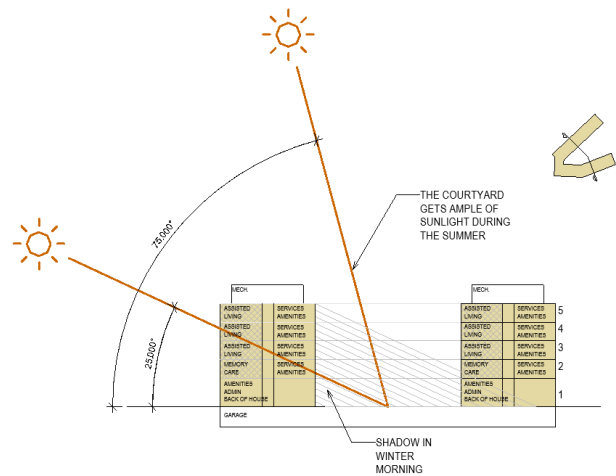 75.000°
25.000°
THE COURTYARD
GETS AMPLE OF
SUNLIGHT DURING
THE SUMMER
MECH.
ASSISTED
LIVING
SERVICES
AMENITIES
ASSISTED
LIVING
SERVICES
AMENITIES
ASSISTED
LIVING
SERVICES
AMENITIES
MEMORY
CARE
SERVICES
AMENITIES
AMENITIES
ADMIN
BACK OF HOUSE
GARAGE
MECH.
ASSISTED
LIVING
SERVICES
AMENITIES
5
ASSISTED
LIVING
SERVICES
AMENITIES
4
ASSISTED
LIVING
SERVICES
AMENITIES
3
MEMORY
CARE
SERVICES
AMENITIES
2
AMENITIES
ADMIN
BACK OF HOUSE
1
SHADOW IN
WINTER
MORNING